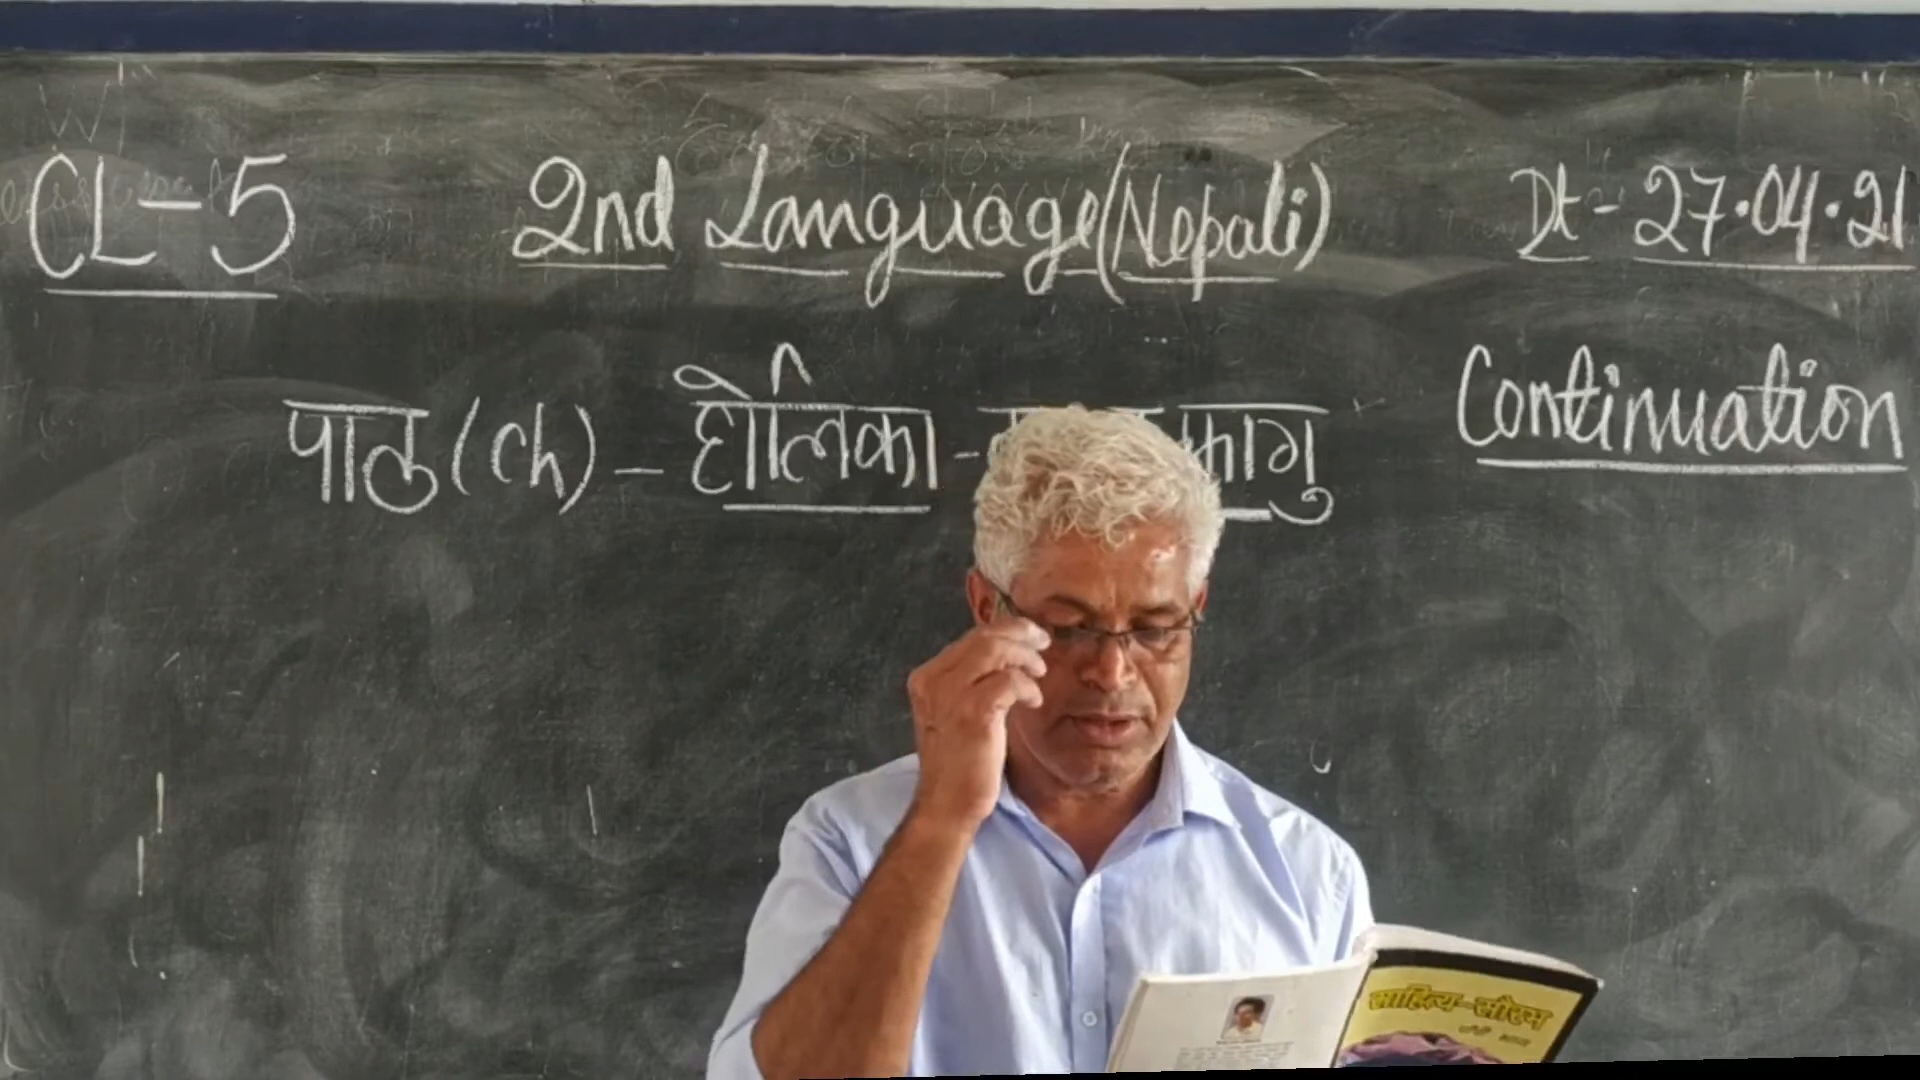 CL-5 2nd Language(Nepali) Dt-27.04.21
पाठ(ch)-होलिका- फागु
Continuation
साहित्य-सौरभ